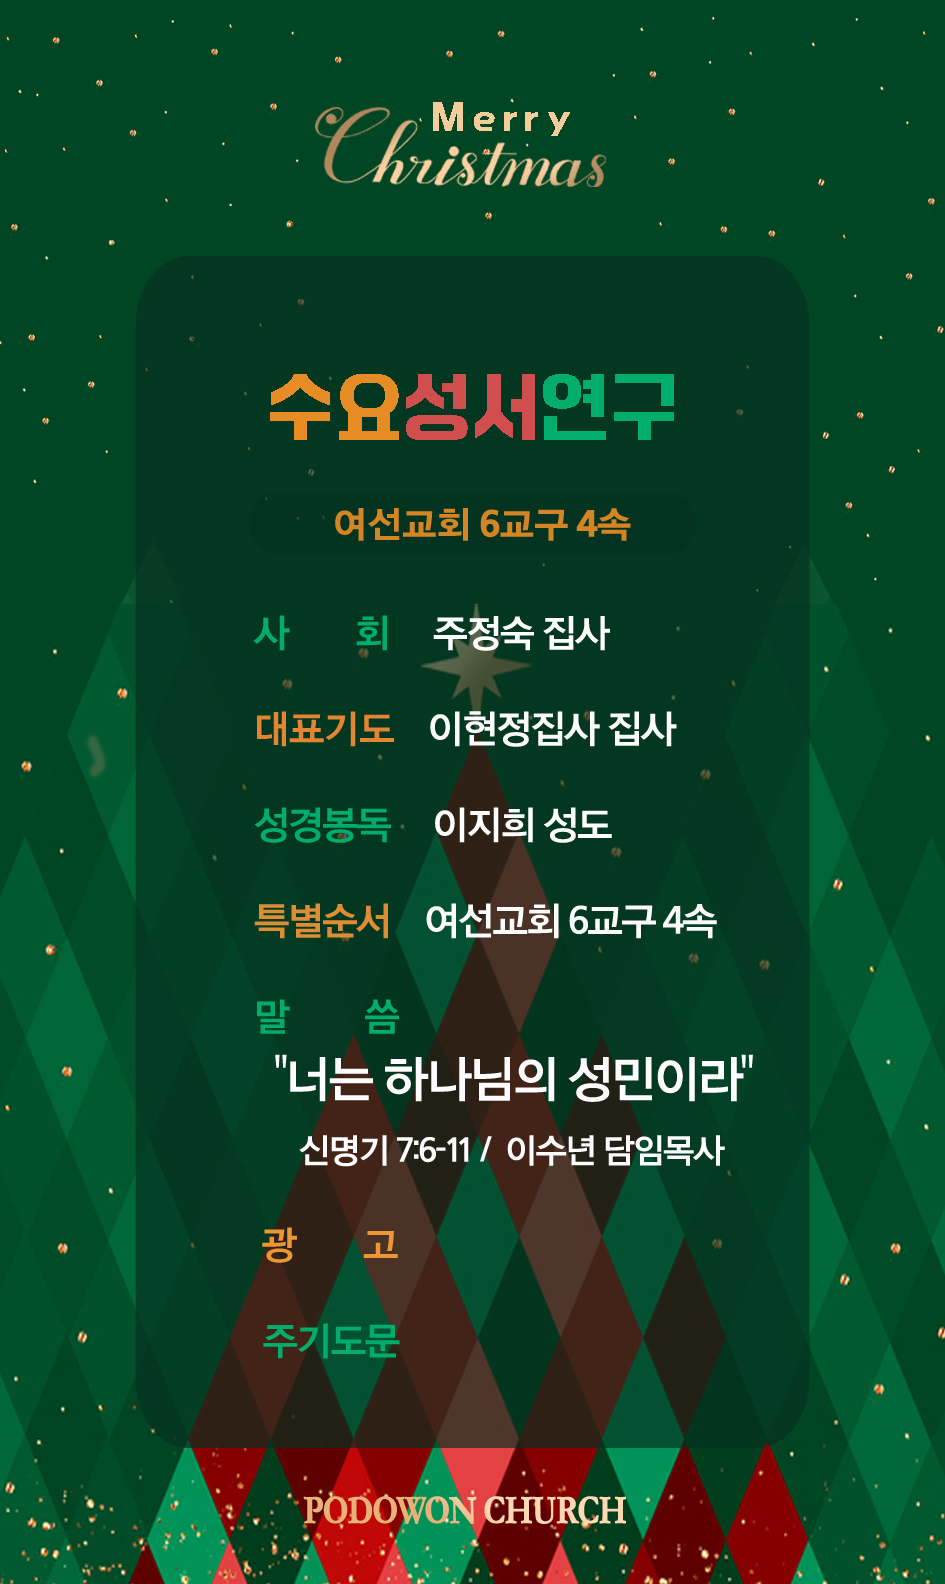 Merry
Christmas
수요성서연구
여선교회 6교구 4속
사 회 주정숙 집사
대표기도 이현정집사 집사
성경봉독 이지희 성도
특별순서 여선교회 6교구 4속
말 씀
"너는 하나님의 성민이라"
신명기 7:6-11 / 이수년 담임목사
광 고
주기도문
PODOWON CHURCH